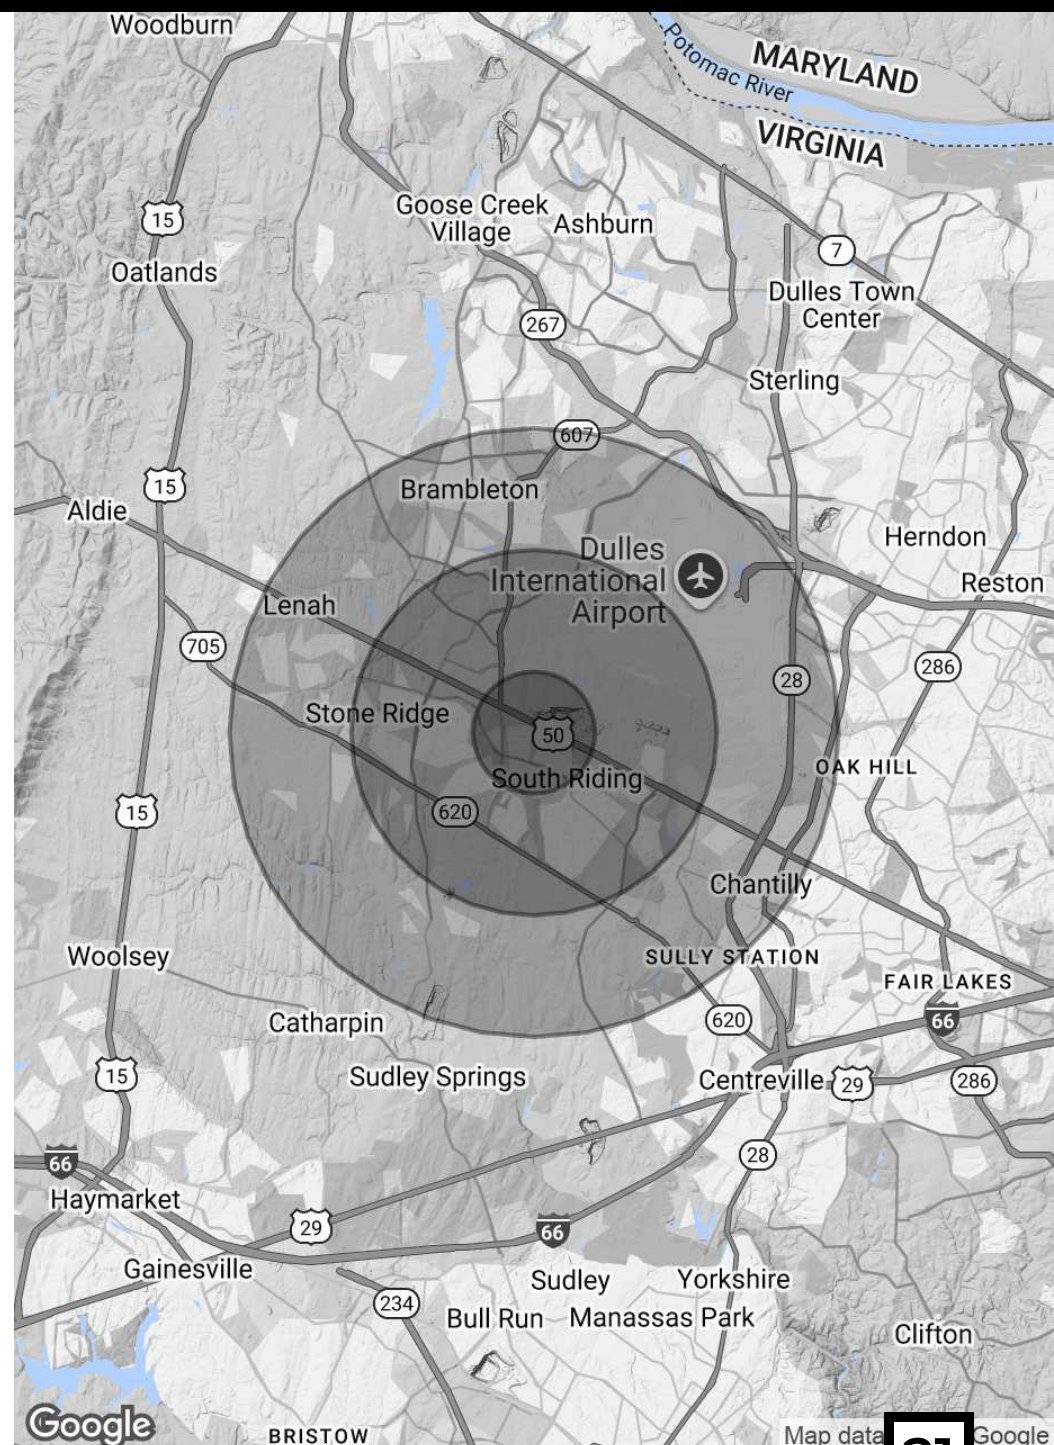 Woodburn
Potomac River
MARYLAND
VIRGINIA
15
Goose Creek
Village
Ashburn
7
Oatlands
Dulles Town
Center
267
Sterling
607
15
Brambleton
Aldie
Herndon
Dulles
International
Airport
Reston
Lenah
705
286
28
Stone Ridge
50
OAK HILL
South Riding
15
620
Chantilly
Woolsey
SULLY STATION
FAIR LAKES
Catharpin
620
66
15
Sudley Springs
Centreville
29
286
66
28
Haymarket
29
66
Gainesville
Sudley
Yorkshire
234
Bull Run
Manassas Park
Clifton
Google
BRISTOW
Map data
Google